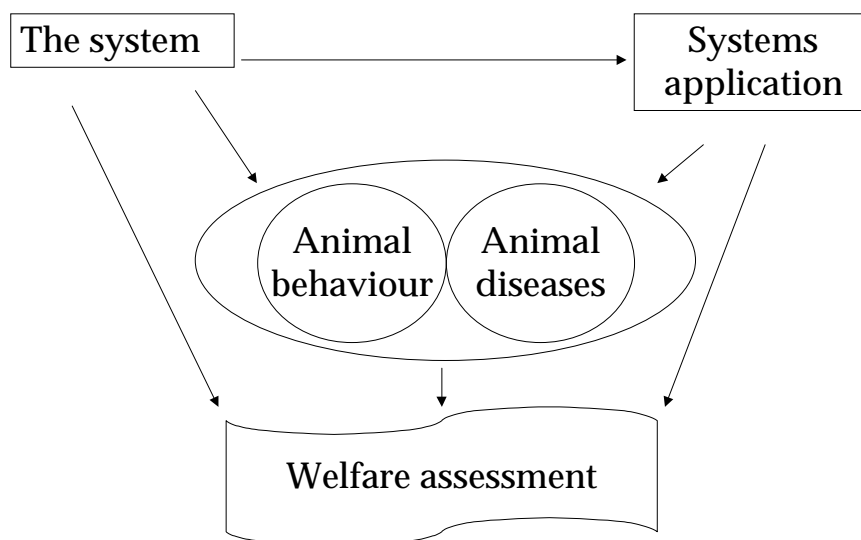 The system
Systems
application
Animal
behaviour
Animal
diseases
Welfare assessment